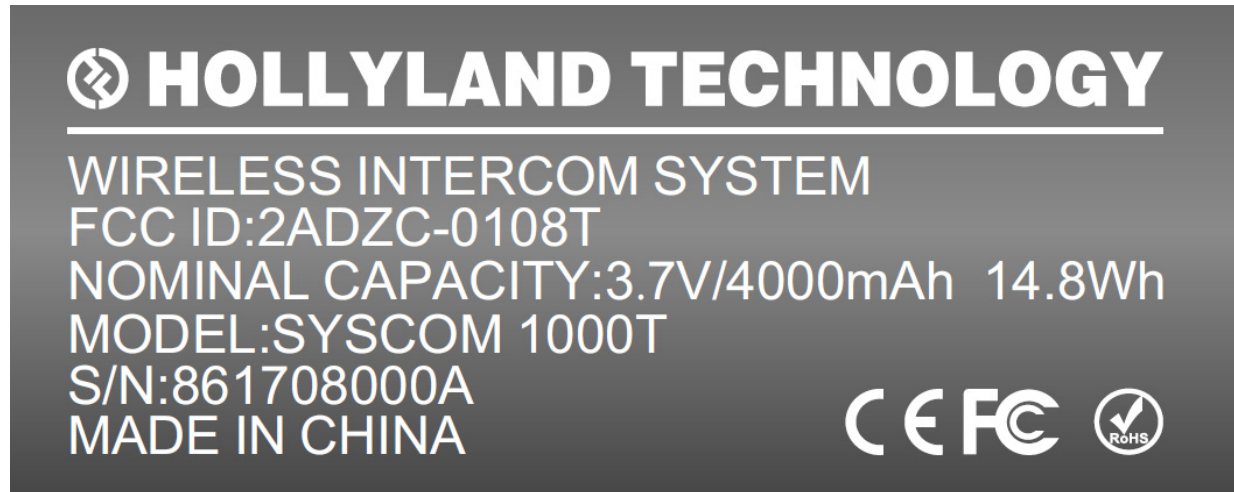 HOLLYLAND TECHNOLOGY
WIRELESS INTERCOM SYSTEM
FCC ID:2ADZC-0108T
NOMINAL CAPACITY:3.7V/4000mAh 14.8Wh
MODEL:SYSCOM 1000T
S/N:861708000A
MADE IN CHINA
CE FC RoHS